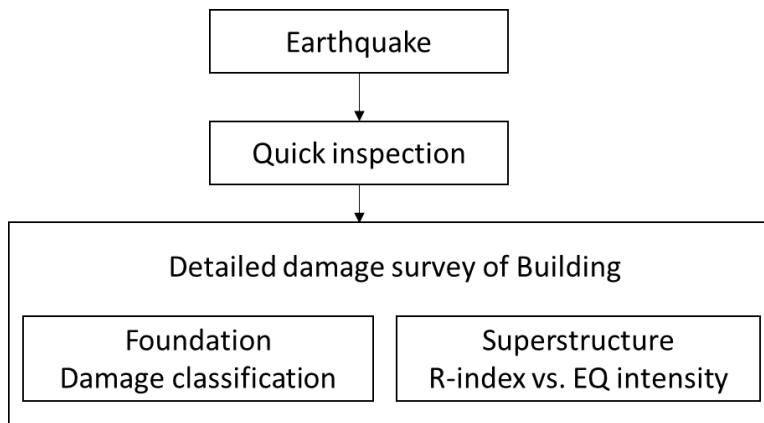 Earthquake
Quick inspection
Detailed damage survey of Building
Foundation
Damage classification
Superstructure
R-index vs. EQ intensity